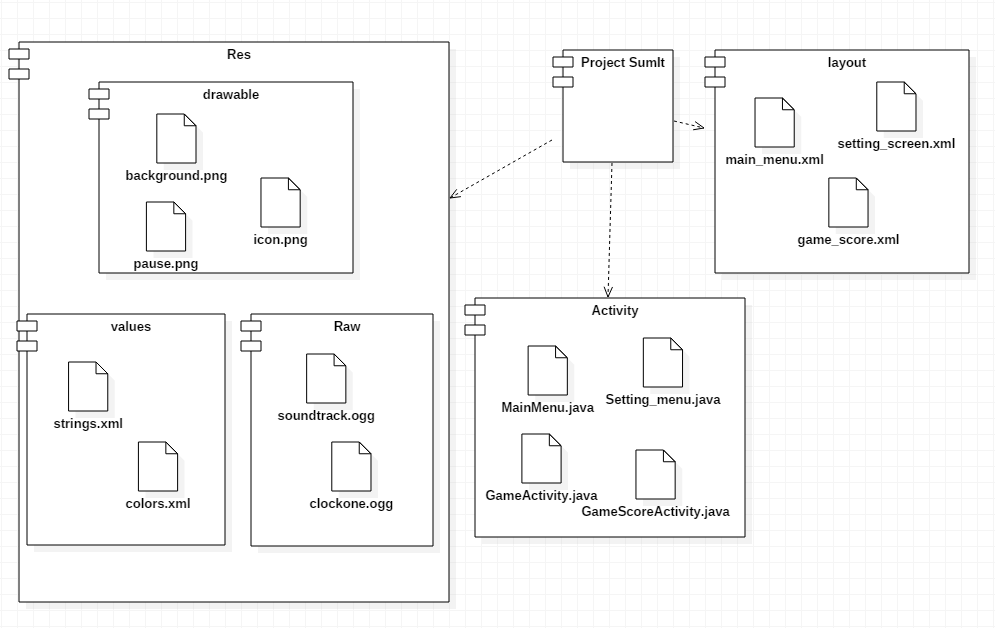 Res
drawable
background.png
icon.png
pause.png
values
strings.xml
colors.xml
Raw
soundtrack.ogg
clockone.ogg
Project SumIt
layout
main_menu.xml
setting_screen.xml
game_score.xml
Activity
MainMenu.java
Setting_menu.java
GameActivity.java
GameScoreActivity.java